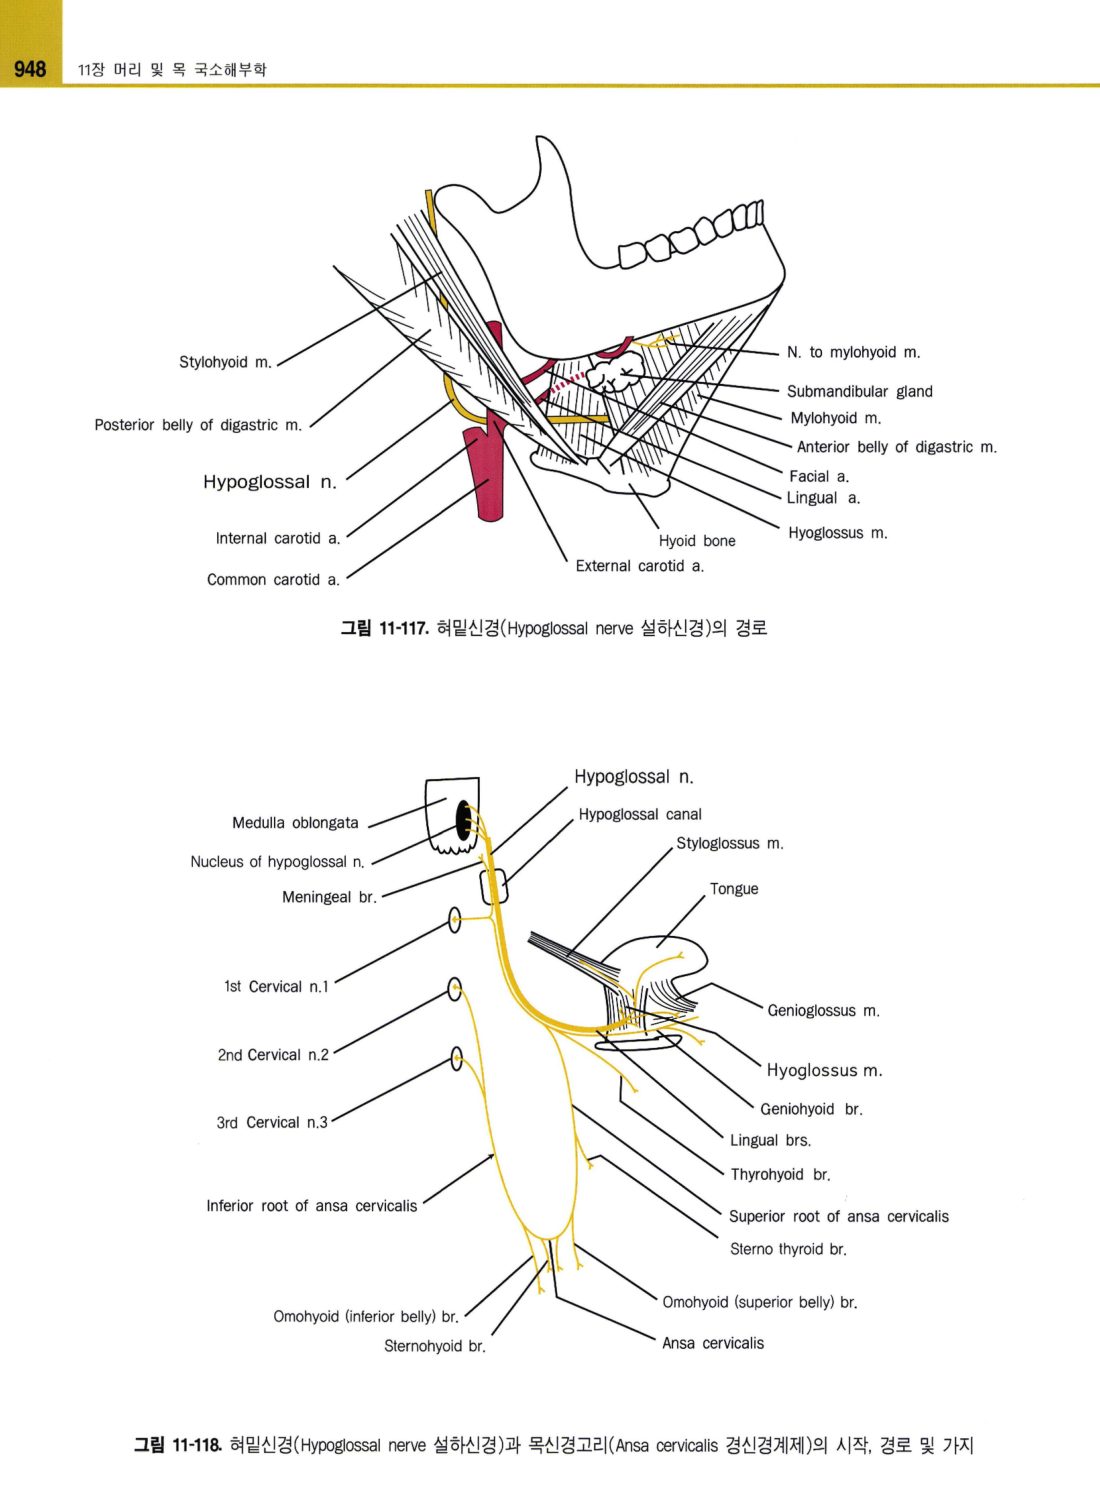 948
11장 머리 및 목 국소해부학
Stylohyoid m.
Posterior belly of digastric m.
Hypoglossal n.
Internal carotid a.
Common carotid a.
N. to mylohyoid m.
Submandibular gland
Mylohyoid m.
Anterior belly of digastric m.
Facial a.
Lingual a.
Hyoglossus m.
Hyoid bone
External carotid a.
그림 11-117. 혀밑신경(Hypoglossal nerve 설하신경)의 경로
Hypoglossal n.
Hypoglossal canal
Styloglossus m.
Tongue
Medulla oblongata
Nucleus of hypoglossal n.
Meningeal br.
1st Cervical n.1
2nd Cervical n.2
3rd Cervical n.3
Inferior root of ansa cervicalis
Genioglossus m.
Hyoglossus m.
Geniohyoid br.
Lingual brs.
Thyrohyoid br.
Superior root of ansa cervicalis
Sterno thyroid br.
Omohyoid (superior belly) br.
Omohyoid (inferior belly) br.
Sternohyoid br.
Ansa cervicalis
그림 11-118. 혀밑신경(Hypoglossal nerve 설하신경)과 목신경고리(Ansa cervicalis 경신경계제)의 시작, 경로 및 가지